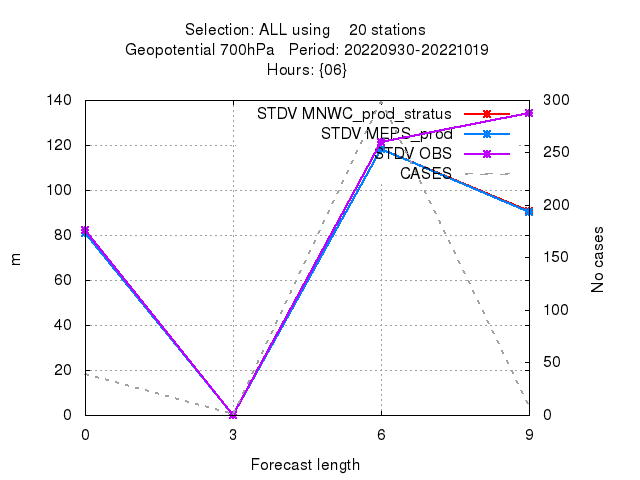 Selection: ALL using 20 stations
Geopotential 700hPa Period: 20220930-20221019
Hours: {06}
140
120
100
80
60
40
20
0
300
250
200
150
100
50
0
STDV MNWC_prod_stratus
STDV MEPS_prod
STDV OBS
CASES
m
No cases
0 3 6 9
Forecast length